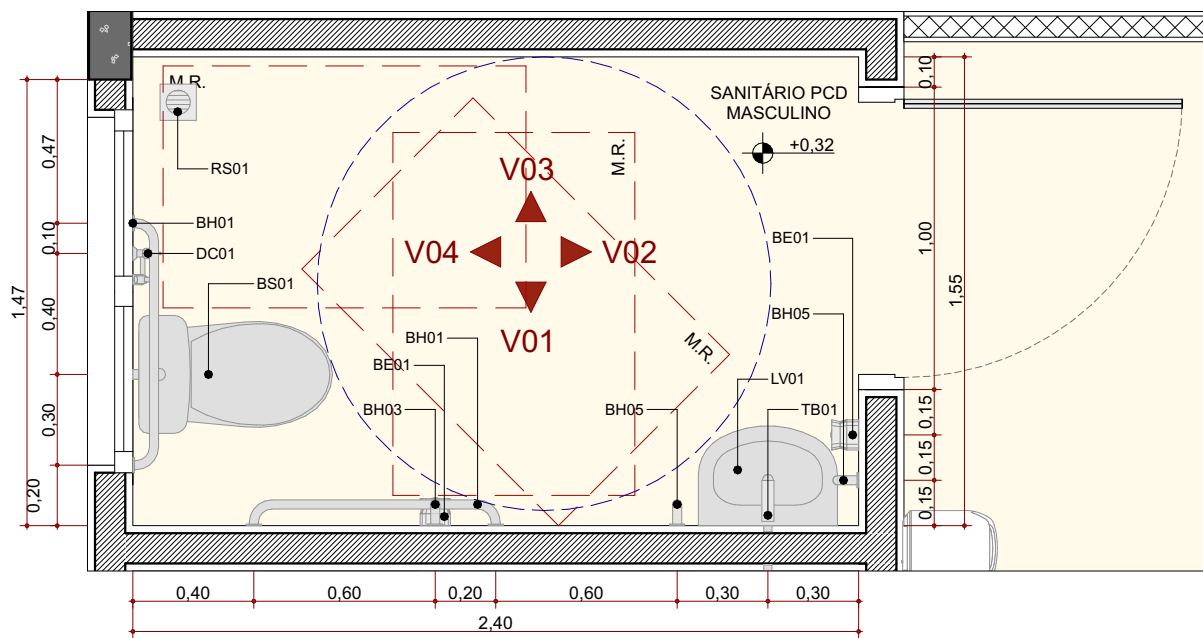 M.R.
SANITÁRIO PCD
MASCULINO
+0,32
RS01
M.R.
V03
V04
V02
V01
BH01
DC01
BS01
BE01
BH05
BH01
BE01
BH03
BH05
M.R.
LV01
TB01
0,47
0,10
0,40
0,30
0,20
1,47
0,10
1,00
0,15
0,15
0,15
1,55
0,40
0,60
0,20
0,60
0,30
0,30
2,40